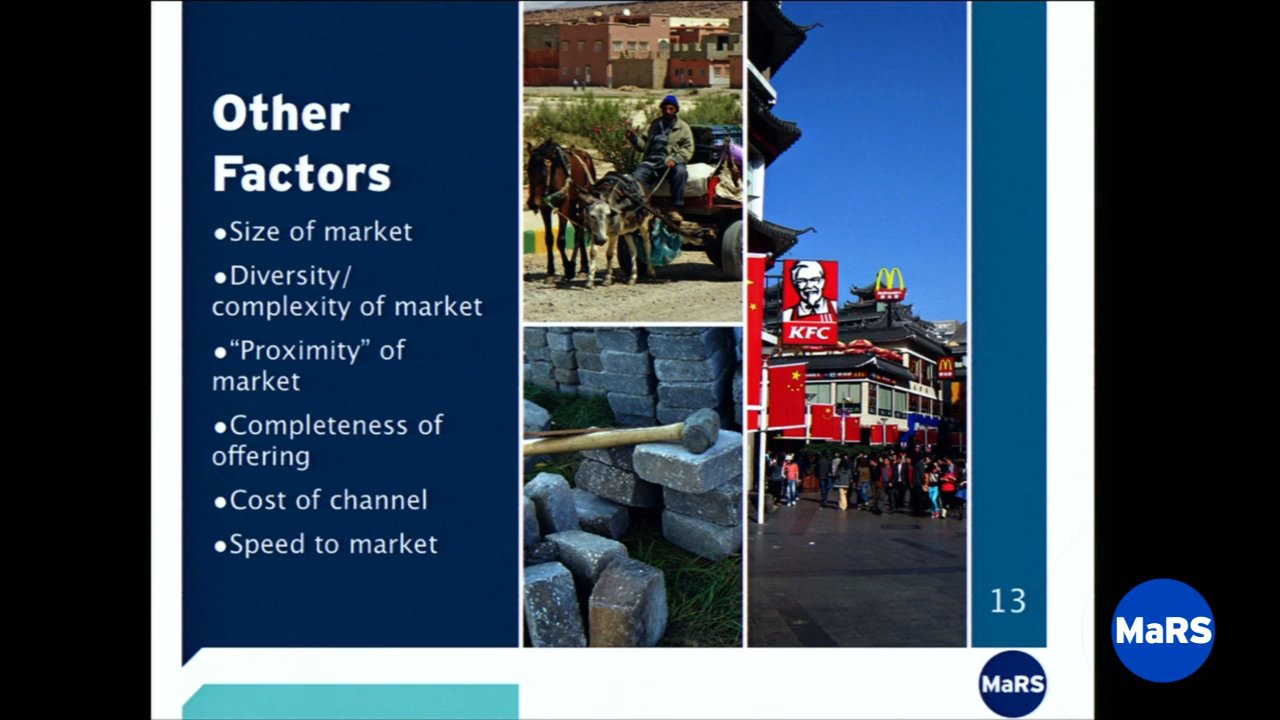 Other
Factors
●Size of market
●Diversity/
complexity of market
●“Proximity” of
market
●Completeness of
offering
●Cost of channel
●Speed to market
KFC
13
MaRS
MaRS